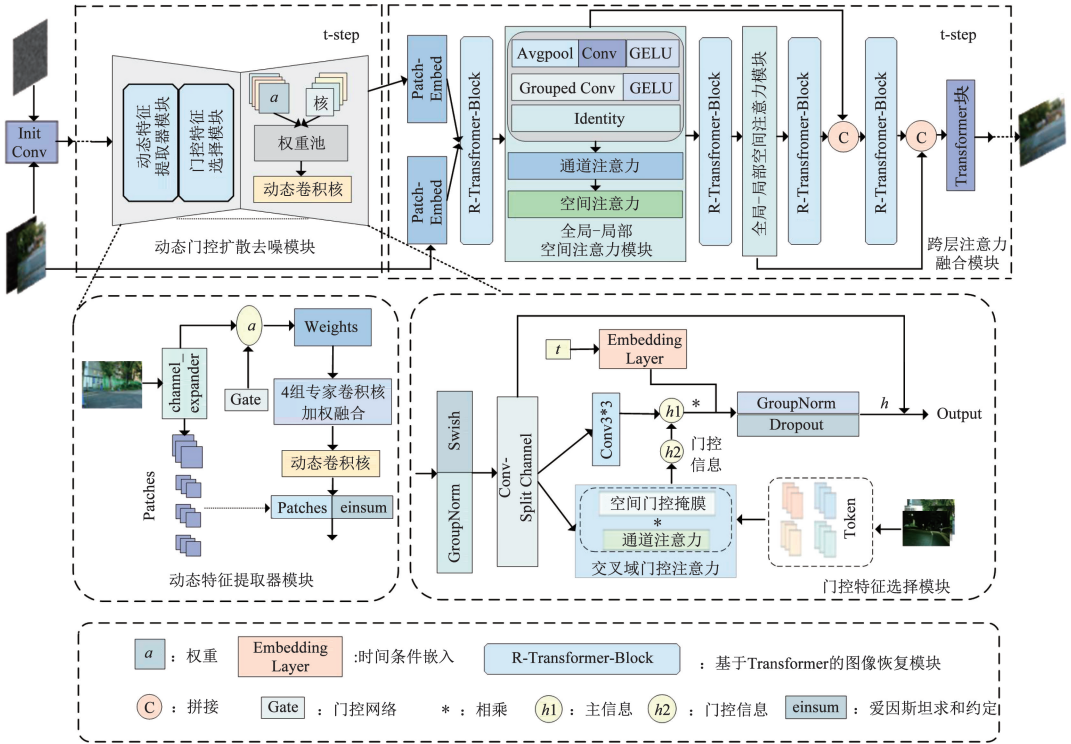 t-step
t-step
Init
Conv
动态特征
提取器模块
门控特征
选择模块
a
核
权重池
动态卷积核
动态门控扩散去噪模块
Patch-
Embed
Patch-
Embed
R-Transfromer-Block
Avgpool
Conv
GELU
Grouped Conv
GELU
Identity
通道注意力
空间注意力
全局-局部
空间注意力模块
R-Transfromer-Block
全局-局部空间注意力模块
R-Transfromer-Block
C
R-Transfromer-Block
C
Transformer块
跨层注意力
融合模块
channel_
expander
a
Gate
Weights
4组专家卷积核
加权融合
动态卷积核
Patches
Patches
einsum
动态特征提取器模块
Swish
GroupNorm
Conv-
Split Channel
t
Embedding
Layer
Conv3*3
h1
*
h2
门控
信息
GroupNorm
Dropout
h
Output
空间门控掩膜
*
通道注意力
交叉域门控注意力
Token
门控特征选择模块
a
：权重
Embedding
Layer
:时间条件嵌入
R-Transformer-Block
：基于Transformer的图像恢复模块
C
：拼接
Gate
：门控网络
*
：相乘
h1
：主信息
h2
：门控信息
einsum
：爱因斯坦求和约定